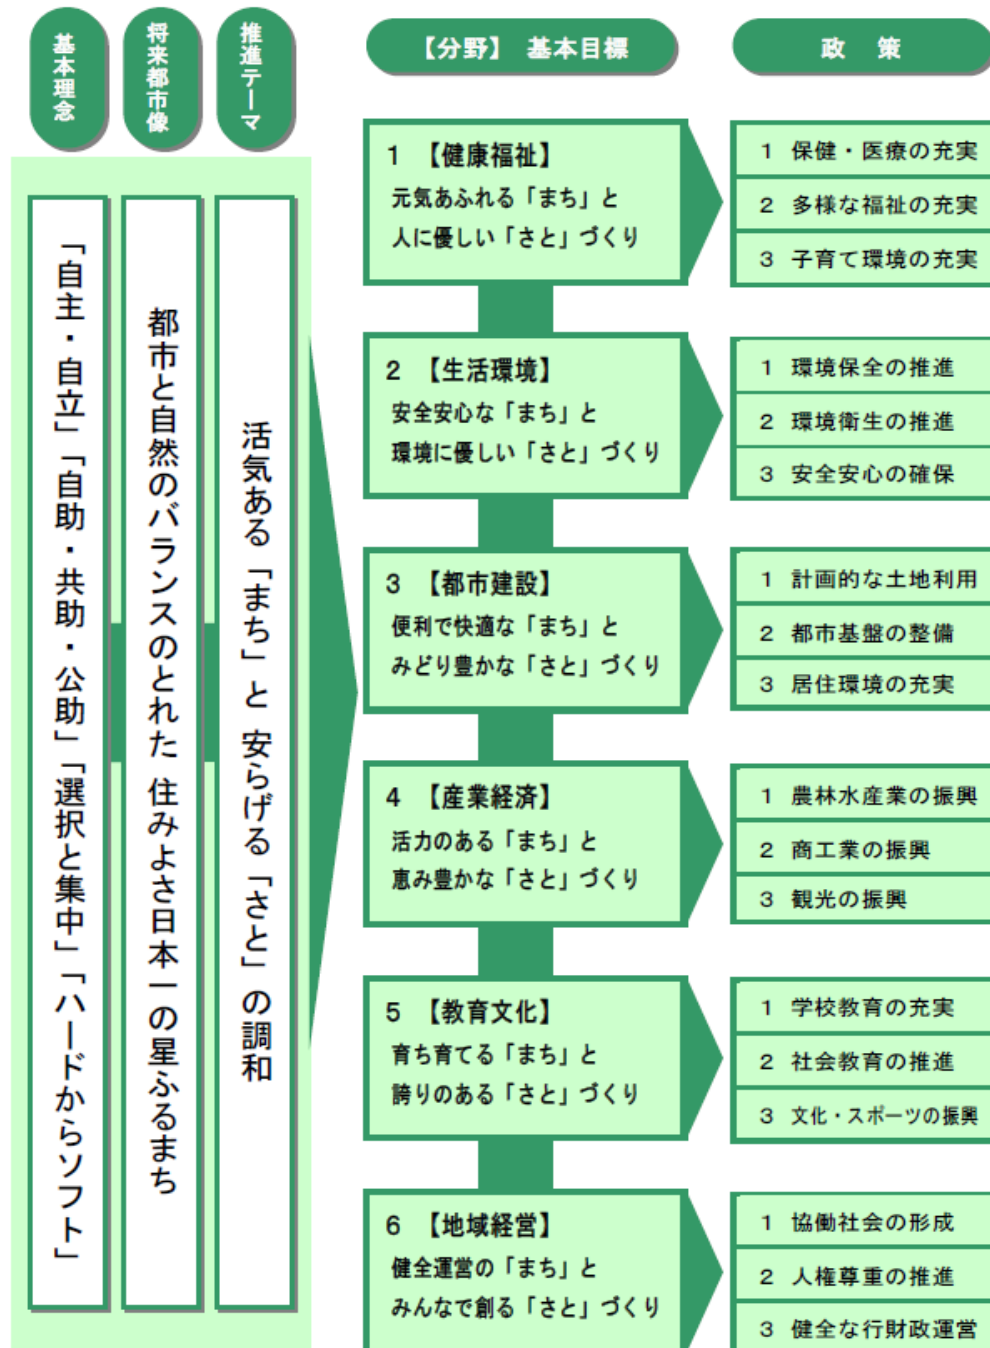 基本理念
将来都市像
推進テーマ
【分野】 基本目標
政 策
「自主・自立」「自助・共助・公助」「選択と集中」「ハードからソフト」
都市と自然のバランスのとれた 住みよさ日本一の星ふるまち
活気ある「まち」と 安らげる「さと」の調和
1 【健康福祉】
元気あふれる「まち」と
人に優しい「さと」づくり
1 保健・医療の充実
2 多様な福祉の充実
3 子育て環境の充実
2 【生活環境】
安全安心な「まち」と
環境に優しい「さと」づくり
1 環境保全の推進
2 環境衛生の推進
3 安全安心の確保
3 【都市建設】
便利で快適な「まち」と
みどり豊かな「さと」づくり
1 計画的な土地利用
2 都市基盤の整備
3 居住環境の充実
4 【産業経済】
活力のある「まち」と
恵み豊かな「さと」づくり
1 農林水産業の振興
2 商工業の振興
3 観光の振興
5 【教育文化】
育ち育てる「まち」と
誇りのある「さと」づくり
1 学校教育の充実
2 社会教育の推進
3 文化・スポーツの振興
6 【地域経営】
健全運営の「まち」と
みんなで創る「さと」づくり
1 協働社会の形成
2 人権尊重の推進
3 健全な行財政運営